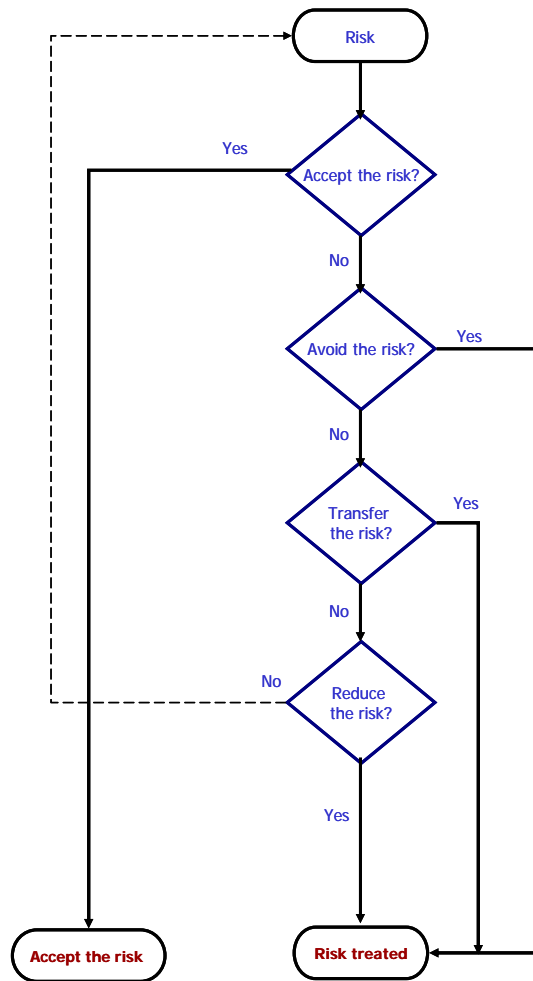 Risk
Yes
Accept the risk?
No
Avoid the risk?
Yes
No
Transfer
the risk?
Yes
No
No
Reduce
the risk?
Yes
Accept the risk
Risk treated